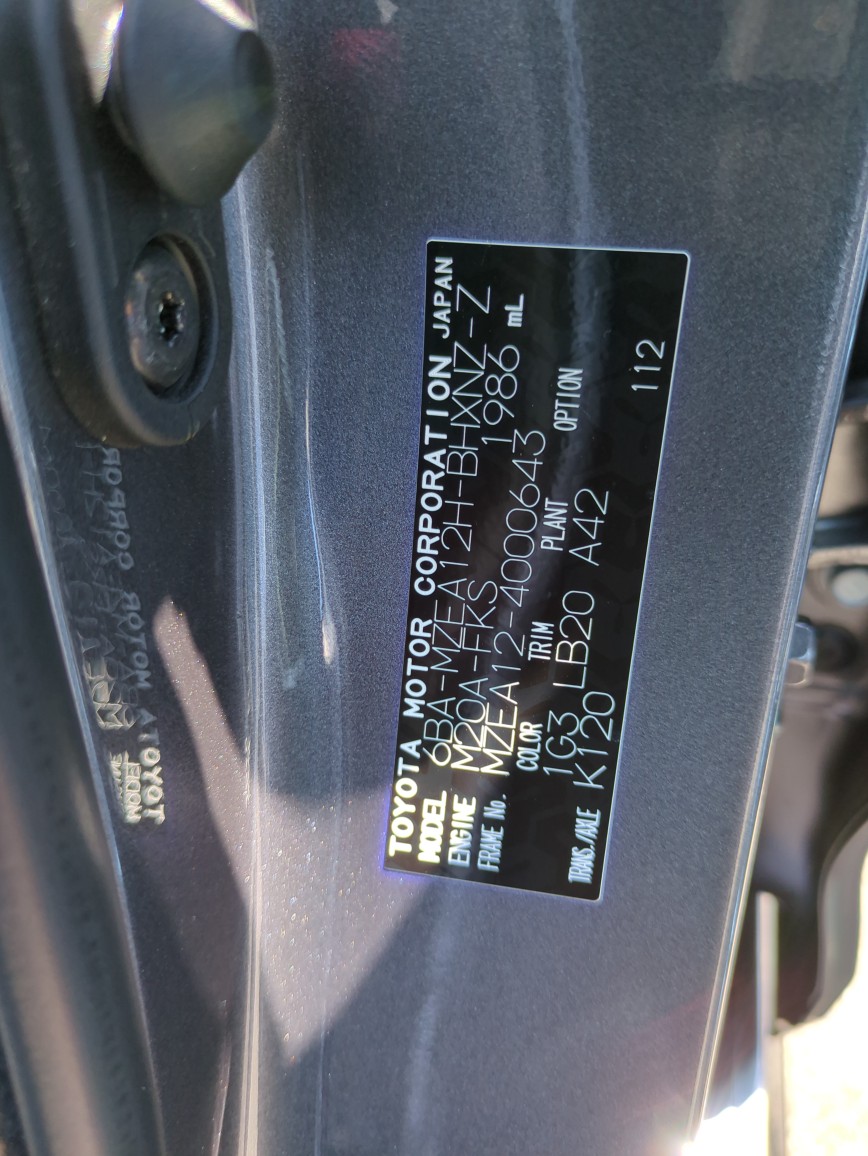 TOYOTA MOTOR CORPORATION JAPAN
MODEL 6BA-MZEA12H-BHXNZ-Z
ENGINE M20A-FKS 1986 mL
FRAME No. MZEA12-4000643
COLOR TRIM PLANT OPTION
1G3 LB20 A42
TRANS./AXLE K120 112